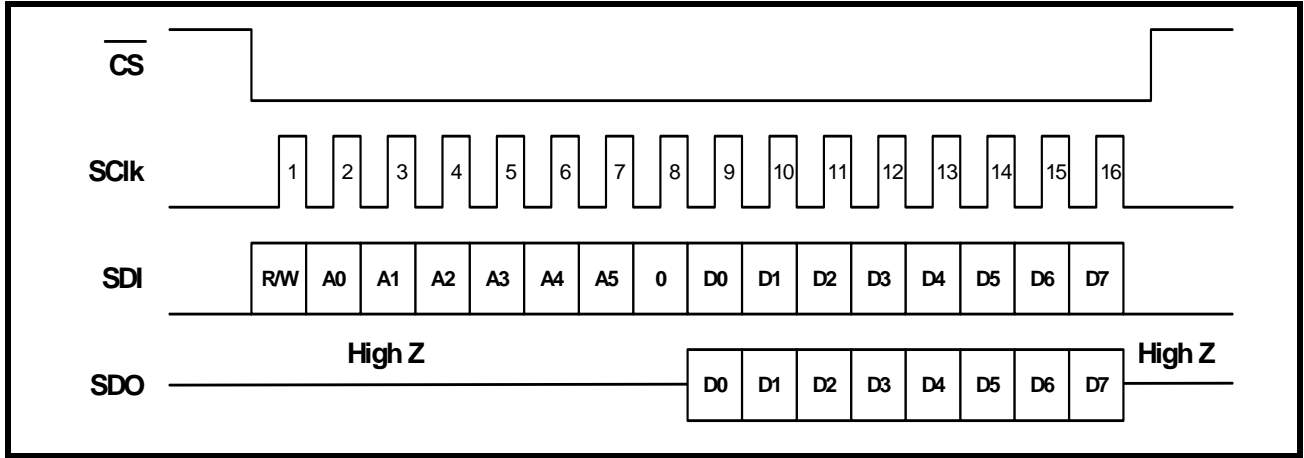 CS
SClk 1 2 3 4 5 6 7 8 9 10 11 12 13 14 15 16
SDI R/W A0 A1 A2 A3 A4 A5 0 D0 D1 D2 D3 D4 D5 D6 D7
High Z High Z
SDO D0 D1 D2 D3 D4 D5 D6 D7